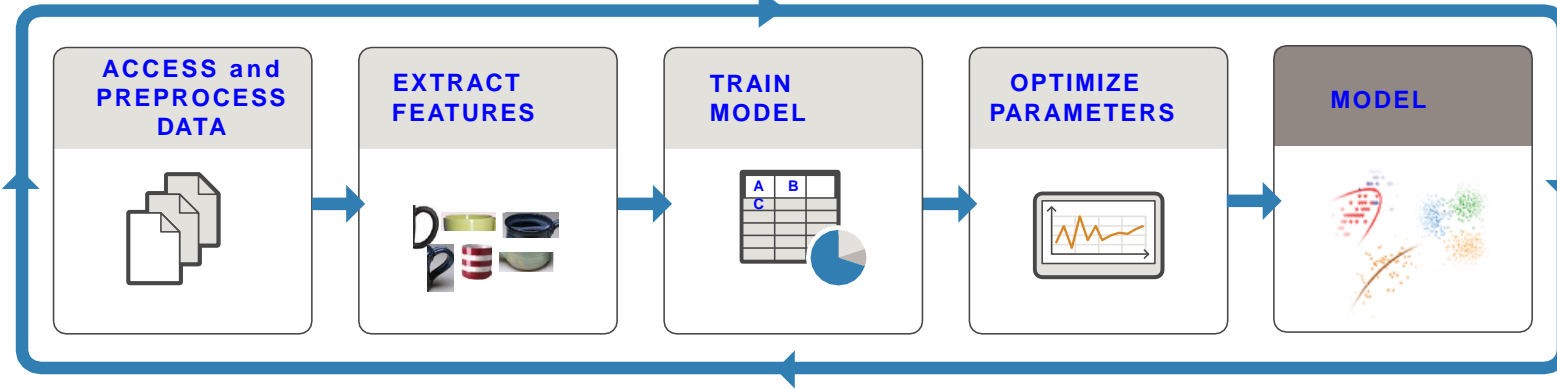 ACCESS and
PREPROCESS
DATA
EXTRACT
FEATURES
TRAIN
MODEL
A B
C
OPTIMIZE
PARAMETERS
MODEL